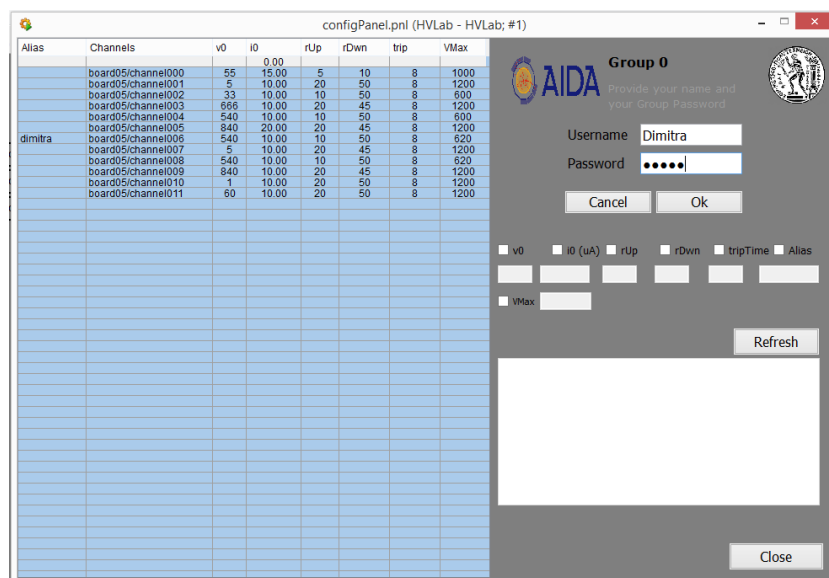 configPanel.pnl (HVLab - HVLab; #1)
Alias Channels v0 i0 rUp rDwn trip VMax
0.00
board05/channel000 55 15.00 5 10 8 1000
board05/channel001 5 10.00 20 50 8 1200
board05/channel002 33 10.00 10 50 8 600
board05/channel003 666 10.00 20 45 8 1200
board05/channel004 540 10.00 10 50 8 600
board05/channel005 840 20.00 20 45 8 1200
dimitra board05/channel006 540 10.00 10 50 8 620
board05/channel007 5 10.00 20 45 8 1200
board05/channel008 540 10.00 10 50 8 620
board05/channel009 840 10.00 20 45 8 1200
board05/channel010 1 10.00 20 50 8 1200
board05/channel011 60 10.00 20 50 8 1200
AIDA
Group 0
Provide your name and
your Group Password
Username Dimitra
Password ●●●●●
Cancel Ok
v0 i0 (uA) rUp rDwn tripTime Alias
VMax
Refresh
Close